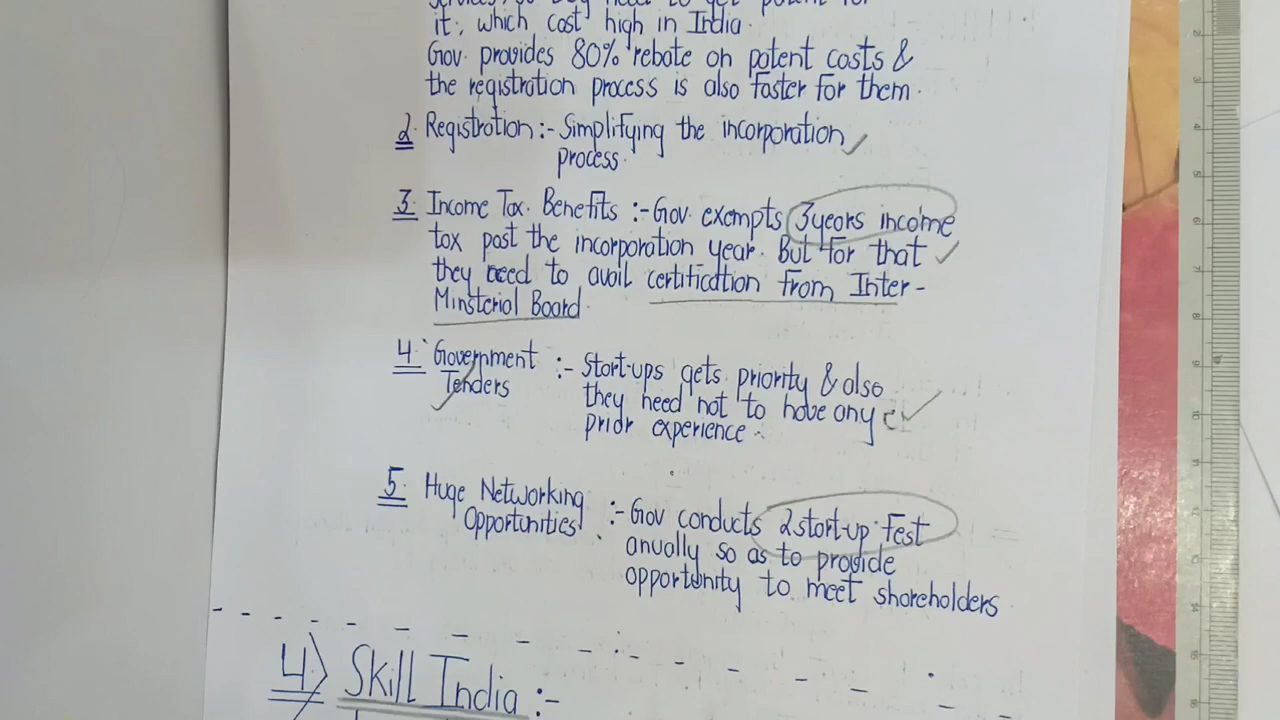 it, which cost high in India.
Gov. provides 80% rebate on patent costs &
the registration process is also faster for them.
2. Registration :- Simplifying the incorporation
process.
3. Income Tax Benefits :- Gov. exempts 3 years income
tax past the incorporation year. But for that
they need to avail certification from Inter-
Minsterial Board.
4. Government Tenders :- Start-ups gets priority & also
they need not to have any
prior experience.
5. Huge Networking Opportunities :- Gov conducts 2 start-up Fest
anually so as to provide
opportunity to meet shareholders
4) Skill India :-